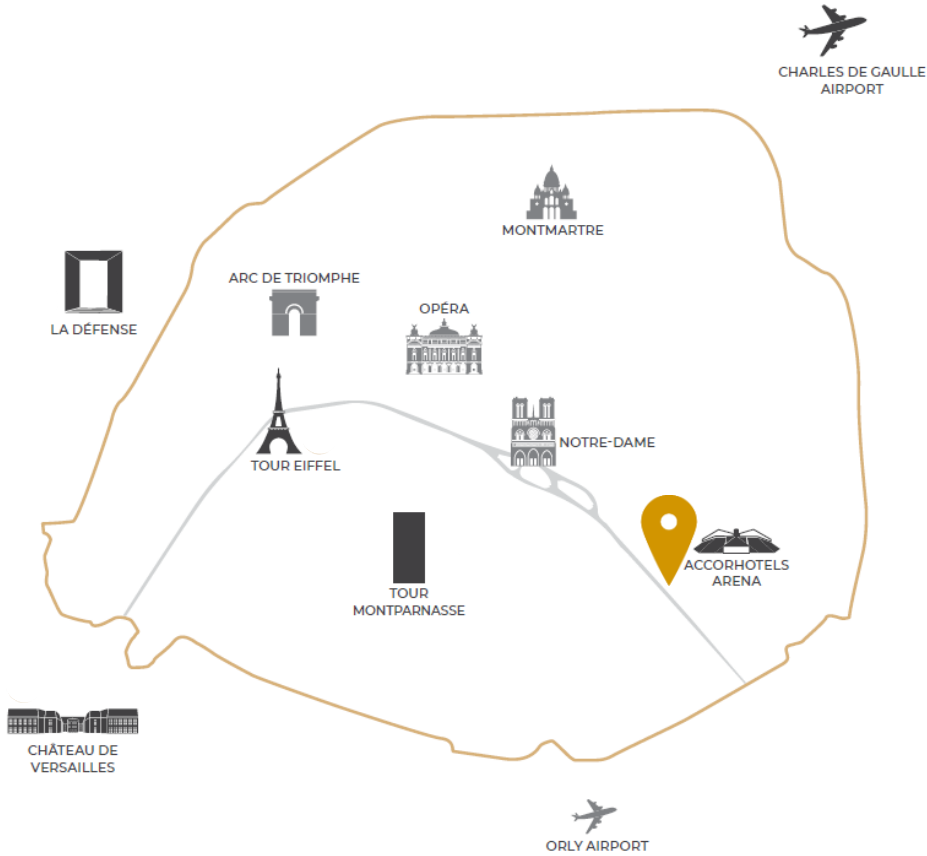 CHARLES DE GAULLE
AIRPORT
MONTMARTRE
ARC DE TRIOMPHE
OPÉRA
LA DÉFENSE
NOTRE-DAME
TOUR EIFFEL
ACCORHOTELS
ARENA
TOUR
MONTPARNASSE
CHÂTEAU DE
VERSAILLES
ORLY AIRPORT